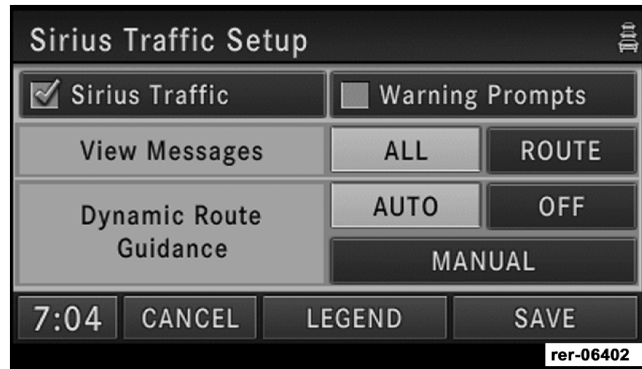 Sirius Traffic Setup
Sirius Traffic Warning Prompts
View Messages ALL ROUTE
Dynamic Route Guidance AUTO OFF
MANUAL
7:04 CANCEL LEGEND SAVE
rer-06402